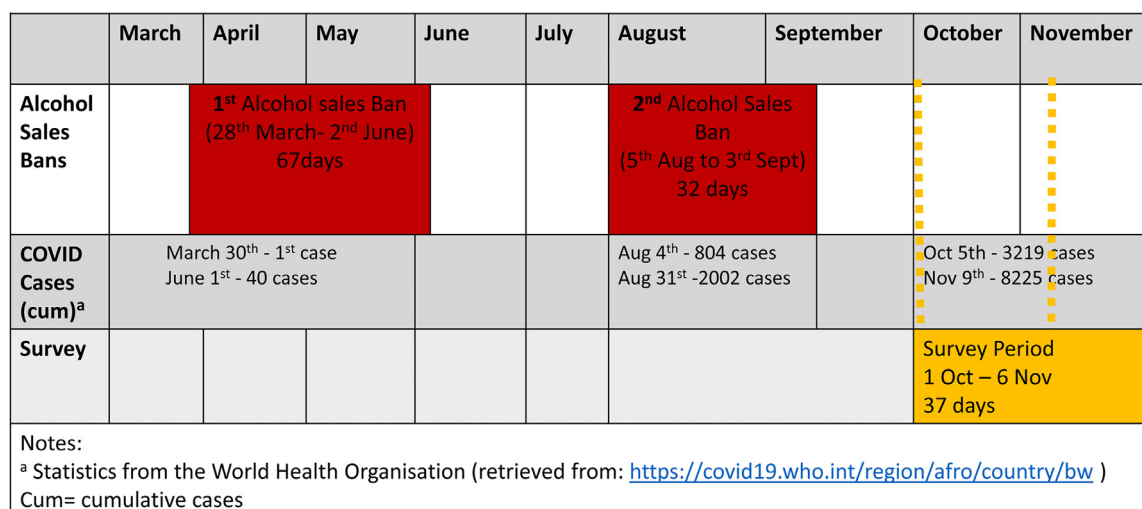 March April May June July August September October November
Alcohol
Sales
Bans
1st Alcohol sales Ban
(28th March- 2nd June)
67days
2nd Alcohol Sales
Ban
(5th Aug to 3rd Sept)
32 days
COVID
Cases
(cum)a
March 30th - 1st case
June 1st - 40 cases
Aug 4th - 804 cases
Aug 31st -2002 cases
Oct 5th - 3219 cases
Nov 9th - 8225 cases
Survey
Survey Period
1 Oct – 6 Nov
37 days
Notes:
a Statistics from the World Health Organisation (retrieved from: https://covid19.who.int/region/afro/country/bw )
Cum= cumulative cases